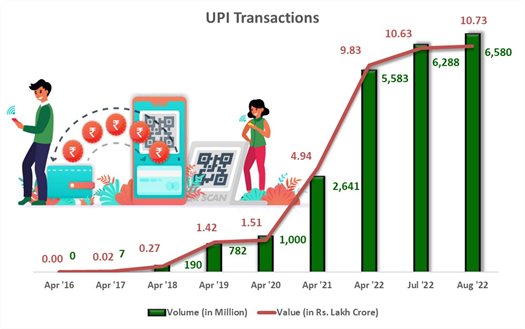 UPI Transactions
10.73
10.63
9.83
6,580
6,288
5,583
4.94
2,641
SCAN
1.51
1.42
1,000
782
0.27
190
0.02
7
0.00
0
Apr '16
Apr '17
Apr '18
Apr '19
Apr '20
Apr '21
Apr '22
Jul '22
Aug '22
Volume (in Million)
Value (in Rs. Lakh Crore)